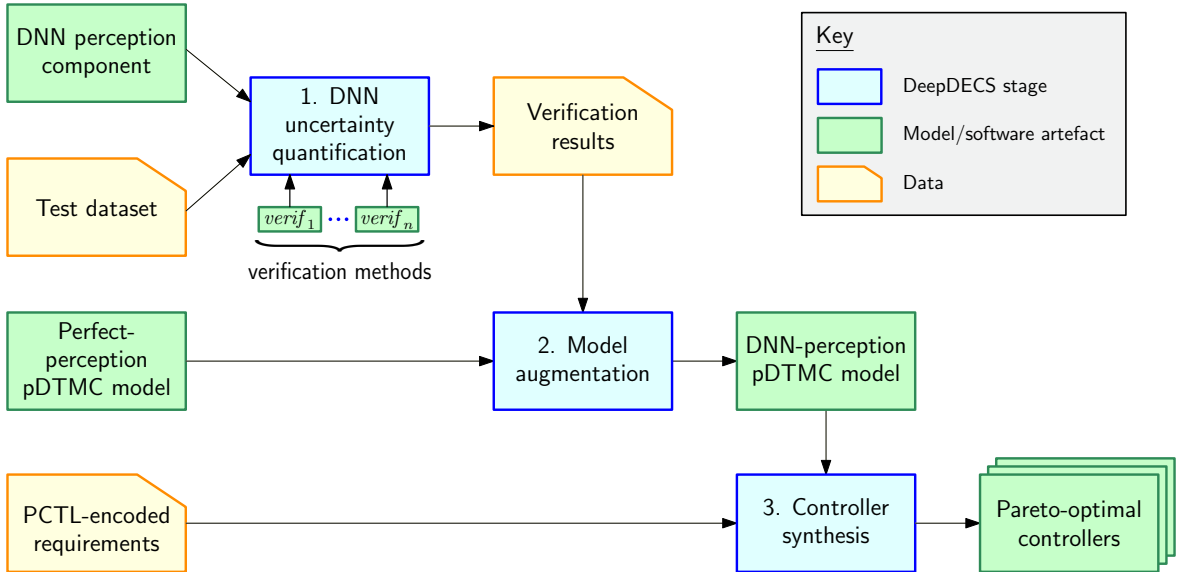 DNN perception
component
Test dataset
1. DNN
uncertainty
quantification
verif1 ... verifn
verification methods
Verification
results
Key
DeepDECS stage
Model/software artefact
Data
Perfect-
perception
pDTMC model
2. Model
augmentation
DNN-perception
pDTMC model
PCTL-encoded
requirements
3. Controller
synthesis
Pareto-optimal
controllers